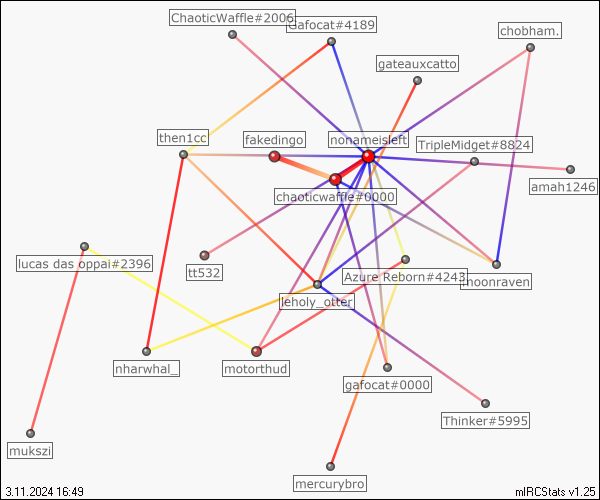 ChaoticWaffle#2006
Gafocat#4189
chobham.
gateauxcatto
then1cc
fakedingo
nonameisleft
TripleMidget#8824
chaoticwaffle#0000
amah1246
lucas das oppai#2396
tt532
Azure Reborn#4243
moonraven
leholy_otter
nharwhal_
motorthud
gafocat#0000
Thinker#5995
mukszi
mercurybro
3.11.2024 16:49
mIRCStats v1.25